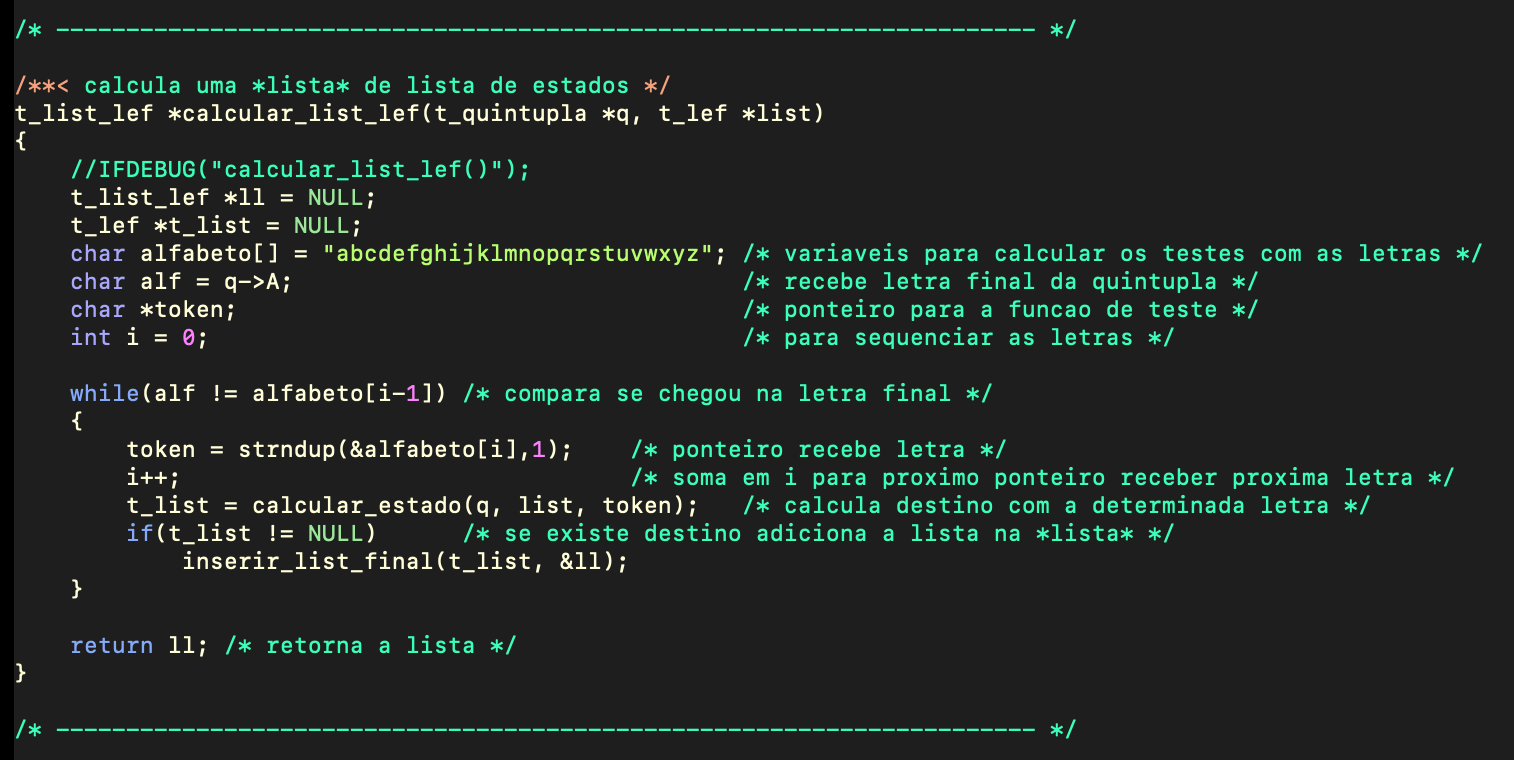 /* ----------------------------------------------------------------------- */
/**< calcula uma *lista* de lista de estados */
t_list_lef *calcular_list_lef(t_quintupla *q, t_lef *list)
{
    //IFDEBUG("calcular_list_lef()");
    t_list_lef *ll = NULL;
    t_lef *t_list = NULL;
    char alfabeto[] = "abcdefghijklmnopqrstuvwxyz"; /* variaveis para calcular os testes com as letras */
    char alf = q->A;                                /* recebe letra final da quintupla */
    char *token;                                    /* ponteiro para a funcao de teste */
    int i = 0;                                      /* para sequenciar as letras */
    while(alf != alfabeto[i-1]) /* compara se chegou na letra final */
    {
        token = strndup(&alfabeto[i],1);    /* ponteiro recebe letra */
        i++;                                /* soma em i para proximo ponteiro receber proxima letra */
        t_list = calcular_estado(q, list, token);   /* calcula destino com a determinada letra */
        if(t_list != NULL)      /* se existe destino adiciona a lista na *lista* */
            inserir_list_final(t_list, &ll);
    }
    return ll; /* retorna a lista */
}
/* ----------------------------------------------------------------------- */